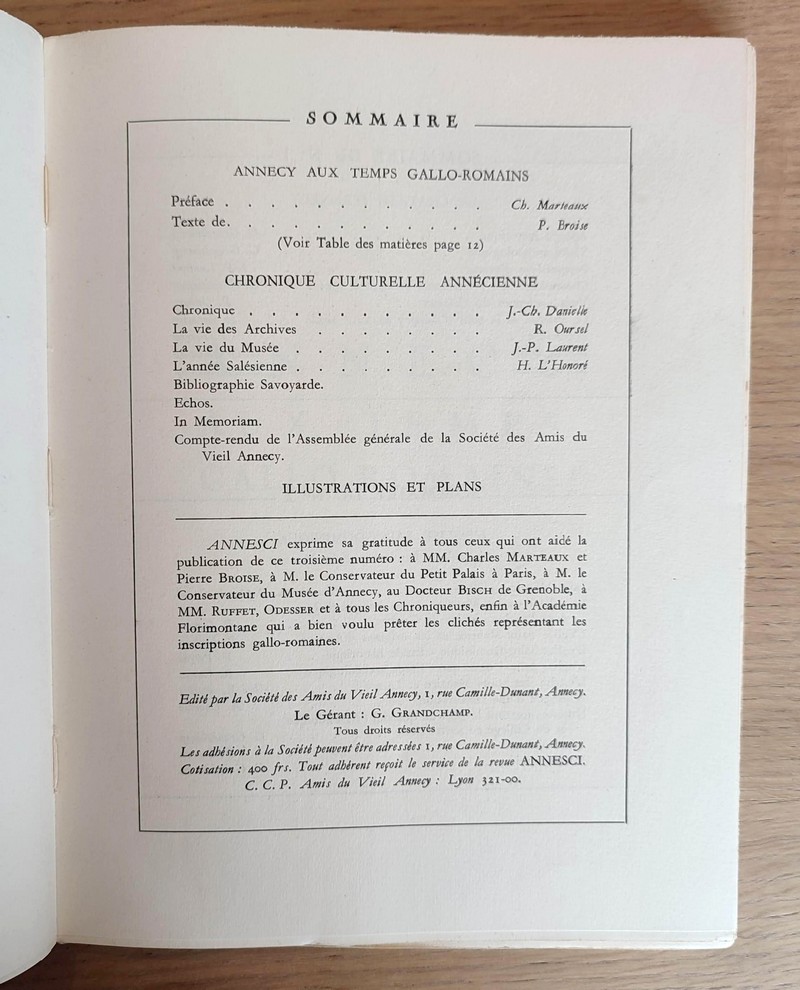 SOMMAIRE
ANNECY AUX TEMPS GALLO-ROMAINS
Préface . . . . . . . . . . . . Ch. Marteaux
Texte de. . . . . . . . . . . . P. Broise
(Voir Table des matières page 12)
CHRONIQUE CULTURELLE ANNÉCIENNE
Chronique . . . . . . . . . . . J.-Ch. Danielle
La vie des Archives . . . . . . . . R. Oursel
La vie du Musée . . . . . . . . . J.-P. Laurent
L'année Salésienne . . . . . . . . . H. L'Honoré
Bibliographie Savoyarde.
Echos.
In Memoriam.
Compte-rendu de l'Assemblée générale de la Société des Amis du
Vieil Annecy.
ILLUSTRATIONS ET PLANS
ANNESCI exprime sa gratitude à tous ceux qui ont aidé la
publication de ce troisième numéro : à MM. Charles MARTEAUX et
Pierre BROISE, à M. le Conservateur du Petit Palais à Paris, à M. le
Conservateur du Musée d'Annecy, au Docteur BISCH de Grenoble, à
MM. RUFFET, ODESSER et à tous les Chroniqueurs, enfin à l'Académie
Florimontane qui a bien voulu prêter les clichés représentant les
inscriptions gallo-romaines.
Edité par la Société des Amis du Vieil Annecy, 1, rue Camille-Dunant, Annecy.
Le Gérant : G. GRANDCHAMP.
Tous droits réservés
Les adhésions à la Société peuvent être adressées 1, rue Camille-Dunant, Annecy.
Cotisation : 400 frs. Tout adhérent reçoit le service de la revue ANNESCI.
C. C. P. Amis du Vieil Annecy : Lyon 321-00.